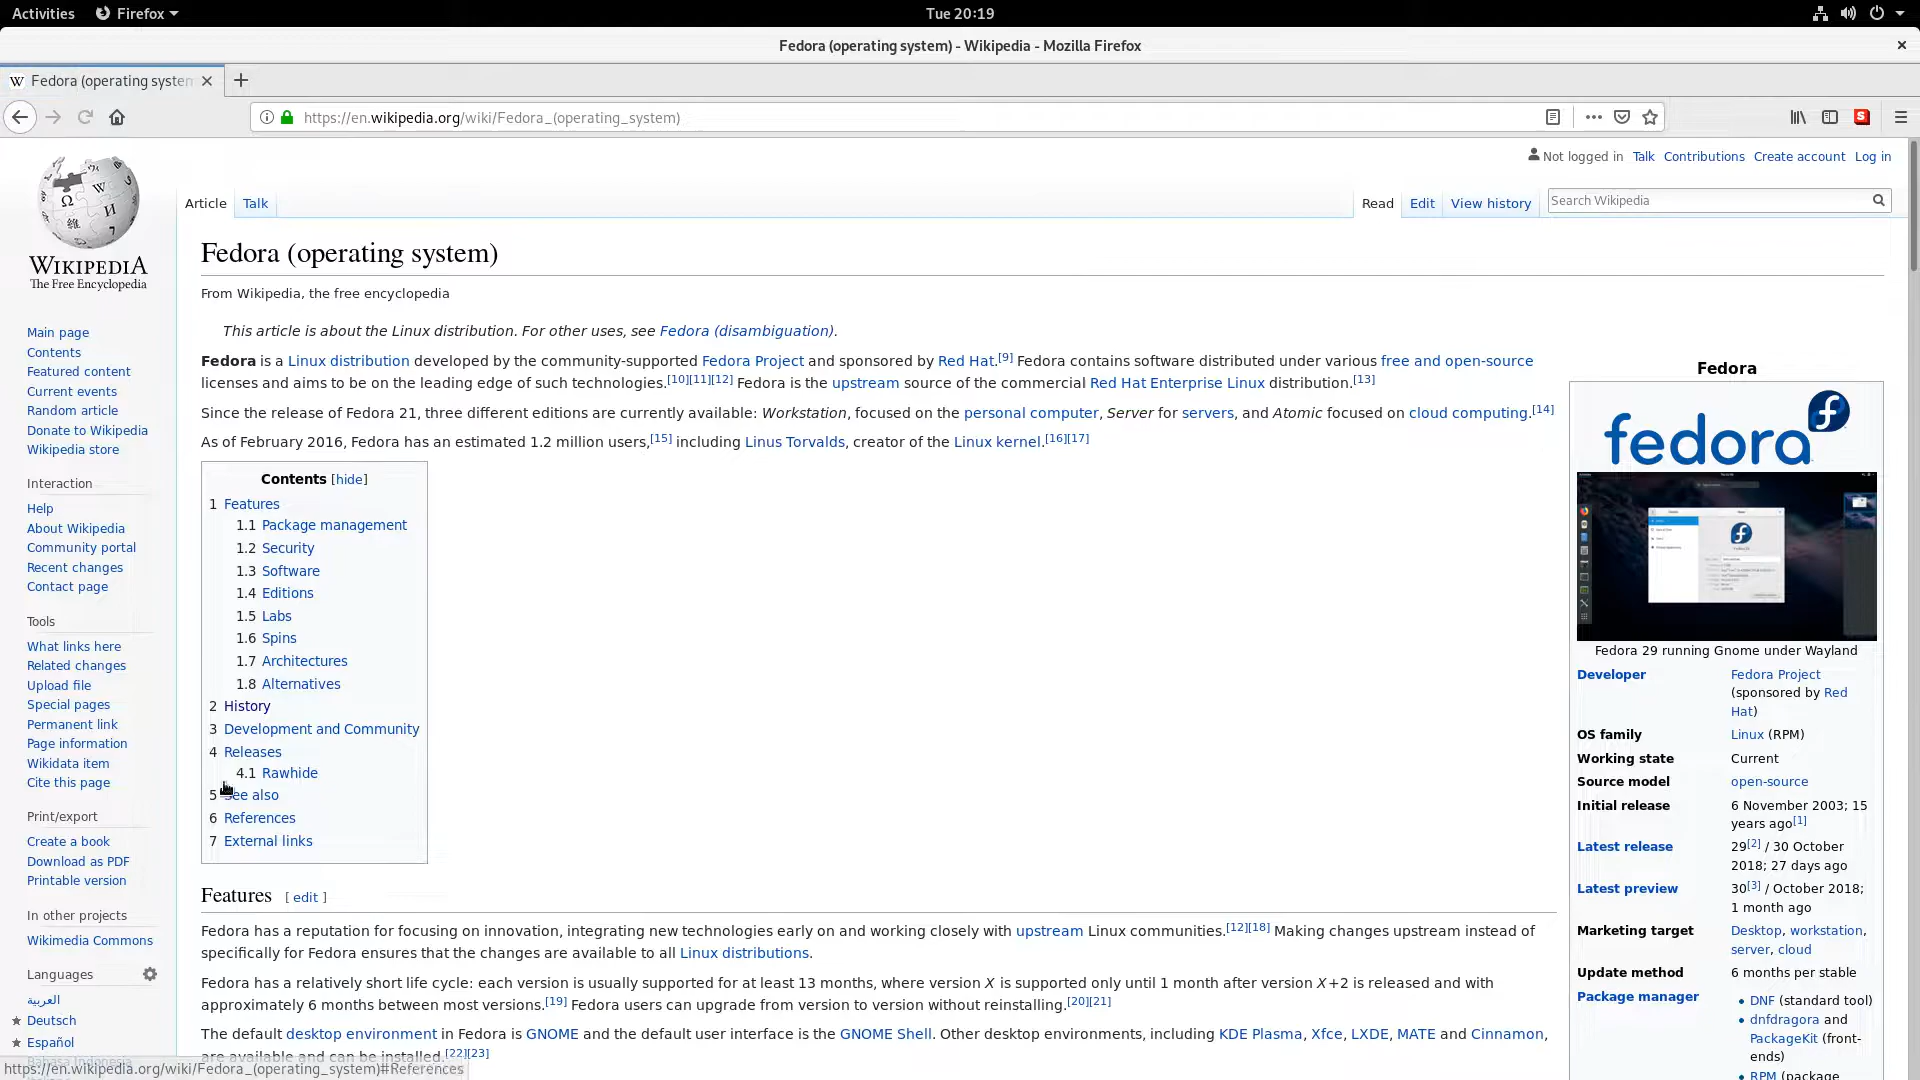 Activities
Firefox
Tue 20:19
Fedora (operating system) - Wikipedia - Mozilla Firefox
Fedora (operating system
https://en.wikipedia.org/wiki/Fedora_(operating_system)
Not logged in Talk Contributions Create account Log in
Article Talk
Read Edit View history
Search Wikipedia
WIKIPEDIA
The Free Encyclopedia
Main page
Contents
Featured content
Current events
Random article
Donate to Wikipedia
Wikipedia store
Interaction
Help
About Wikipedia
Community portal
Recent changes
Contact page
Tools
What links here
Related changes
Upload file
Special pages
Permanent link
Page information
Wikidata item
Cite this page
Print/export
Create a book
Download as PDF
Printable version
In other projects
Wikimedia Commons
Languages
العربية
Deutsch
Español
Bahasa Indonesia
Fedora (operating system)
From Wikipedia, the free encyclopedia
This article is about the Linux distribution. For other uses, see Fedora (disambiguation).
Fedora is a Linux distribution developed by the community-supported Fedora Project and sponsored by Red Hat.[9] Fedora contains software distributed under various free and open-source
licenses and aims to be on the leading edge of such technologies.[10][11][12] Fedora is the upstream source of the commercial Red Hat Enterprise Linux distribution.[13]
Since the release of Fedora 21, three different editions are currently available: Workstation, focused on the personal computer, Server for servers, and Atomic focused on cloud computing.[14]
As of February 2016, Fedora has an estimated 1.2 million users,[15] including Linus Torvalds, creator of the Linux kernel.[16][17]
Contents [hide]
1 Features
1.1 Package management
1.2 Security
1.3 Software
1.4 Editions
1.5 Labs
1.6 Spins
1.7 Architectures
1.8 Alternatives
2 History
3 Development and Community
4 Releases
4.1 Rawhide
5 See also
6 References
7 External links
Features [ edit ]
Fedora has a reputation for focusing on innovation, integrating new technologies early on and working closely with upstream Linux communities.[12][18] Making changes upstream instead of
specifically for Fedora ensures that the changes are available to all Linux distributions.
Fedora has a relatively short life cycle: each version is usually supported for at least 13 months, where version X is supported only until 1 month after version X+2 is released and with
approximately 6 months between most versions.[19] Fedora users can upgrade from version to version without reinstalling.[20][21]
The default desktop environment in Fedora is GNOME and the default user interface is the GNOME Shell. Other desktop environments, including KDE Plasma, Xfce, LXDE, MATE and Cinnamon,
are available and can be installed.[22][23]
Fedora
fedora
Fedora 29 running Gnome under Wayland
Developer Fedora Project
(sponsored by Red
Hat)
OS family Linux (RPM)
Working state Current
Source model open-source
Initial release 6 November 2003; 15
years ago[1]
Latest release 29[2] / 30 October
2018; 27 days ago
Latest preview 30[3] / October 2018;
1 month ago
Marketing target Desktop, workstation,
server, cloud
Update method 6 months per stable
Package manager
• DNF (standard tool)
• dnfdragora and
PackageKit (front-
ends)
• RPM (package
https://en.wikipedia.org/wiki/Fedora_(operating_system)#References